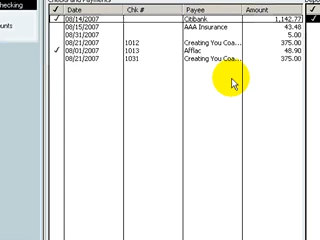 Checks and Payments
hecking
ounts
✓ Date Chk # Payee Amount ✓
✓ 08/14/2007 Citibank 1,142.77 ✓
08/15/2007 AAA Insurance 43.48
08/31/2007 5.00
08/21/2007 1012 Creating You Coa... 375.00
✓ 08/01/2007 1013 Afflac 48.90
08/21/2007 1031 Creating You Coa... 375.00